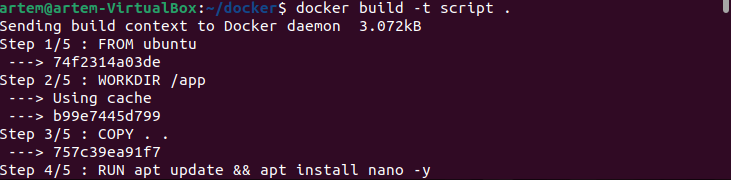 artem@artem-VirtualBox:~/docker$ docker build -t script .
Sending build context to Docker daemon  3.072kB
Step 1/5 : FROM ubuntu
 ---> 74f2314a03de
Step 2/5 : WORKDIR /app
 ---> Using cache
 ---> b99e7445d799
Step 3/5 : COPY . .
 ---> 757c39ea91f7
Step 4/5 : RUN apt update && apt install nano -y